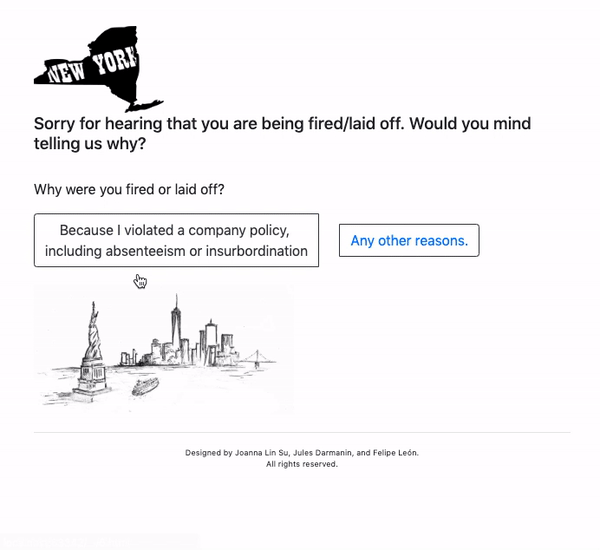 NEW YORK
Sorry for hearing that you are being fired/laid off. Would you mind
telling us why?
Why were you fired or laid off?
Because I violated a company policy,
including absenteeism or insurbordination
Any other reasons.
Designed by Joanna Lin Su, Jules Darmanin, and Felipe León.
All rights reserved.